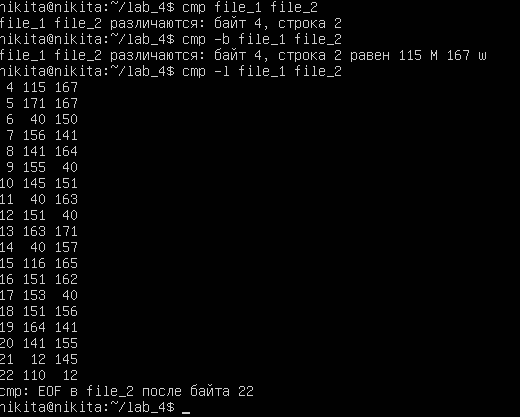 nikita@nikita:~/lab_4$ cmp file_1 file_2
file_1 file_2 различаются: байт 4, строка 2
nikita@nikita:~/lab_4$ cmp -b file_1 file_2
file_1 file_2 различаются: байт 4, строка 2 равен 115 M 167 w
nikita@nikita:~/lab_4$ cmp -l file_1 file_2
4 115 167
5 171 167
6 40 150
7 156 141
8 141 164
9 155 40
10 145 151
11 40 163
12 151 40
13 163 171
14 40 157
15 116 165
16 151 162
17 153 40
18 151 156
19 164 141
20 141 155
21 12 145
22 110 12
cmp: EOF в file_2 после байта 22
nikita@nikita:~/lab_4$ _